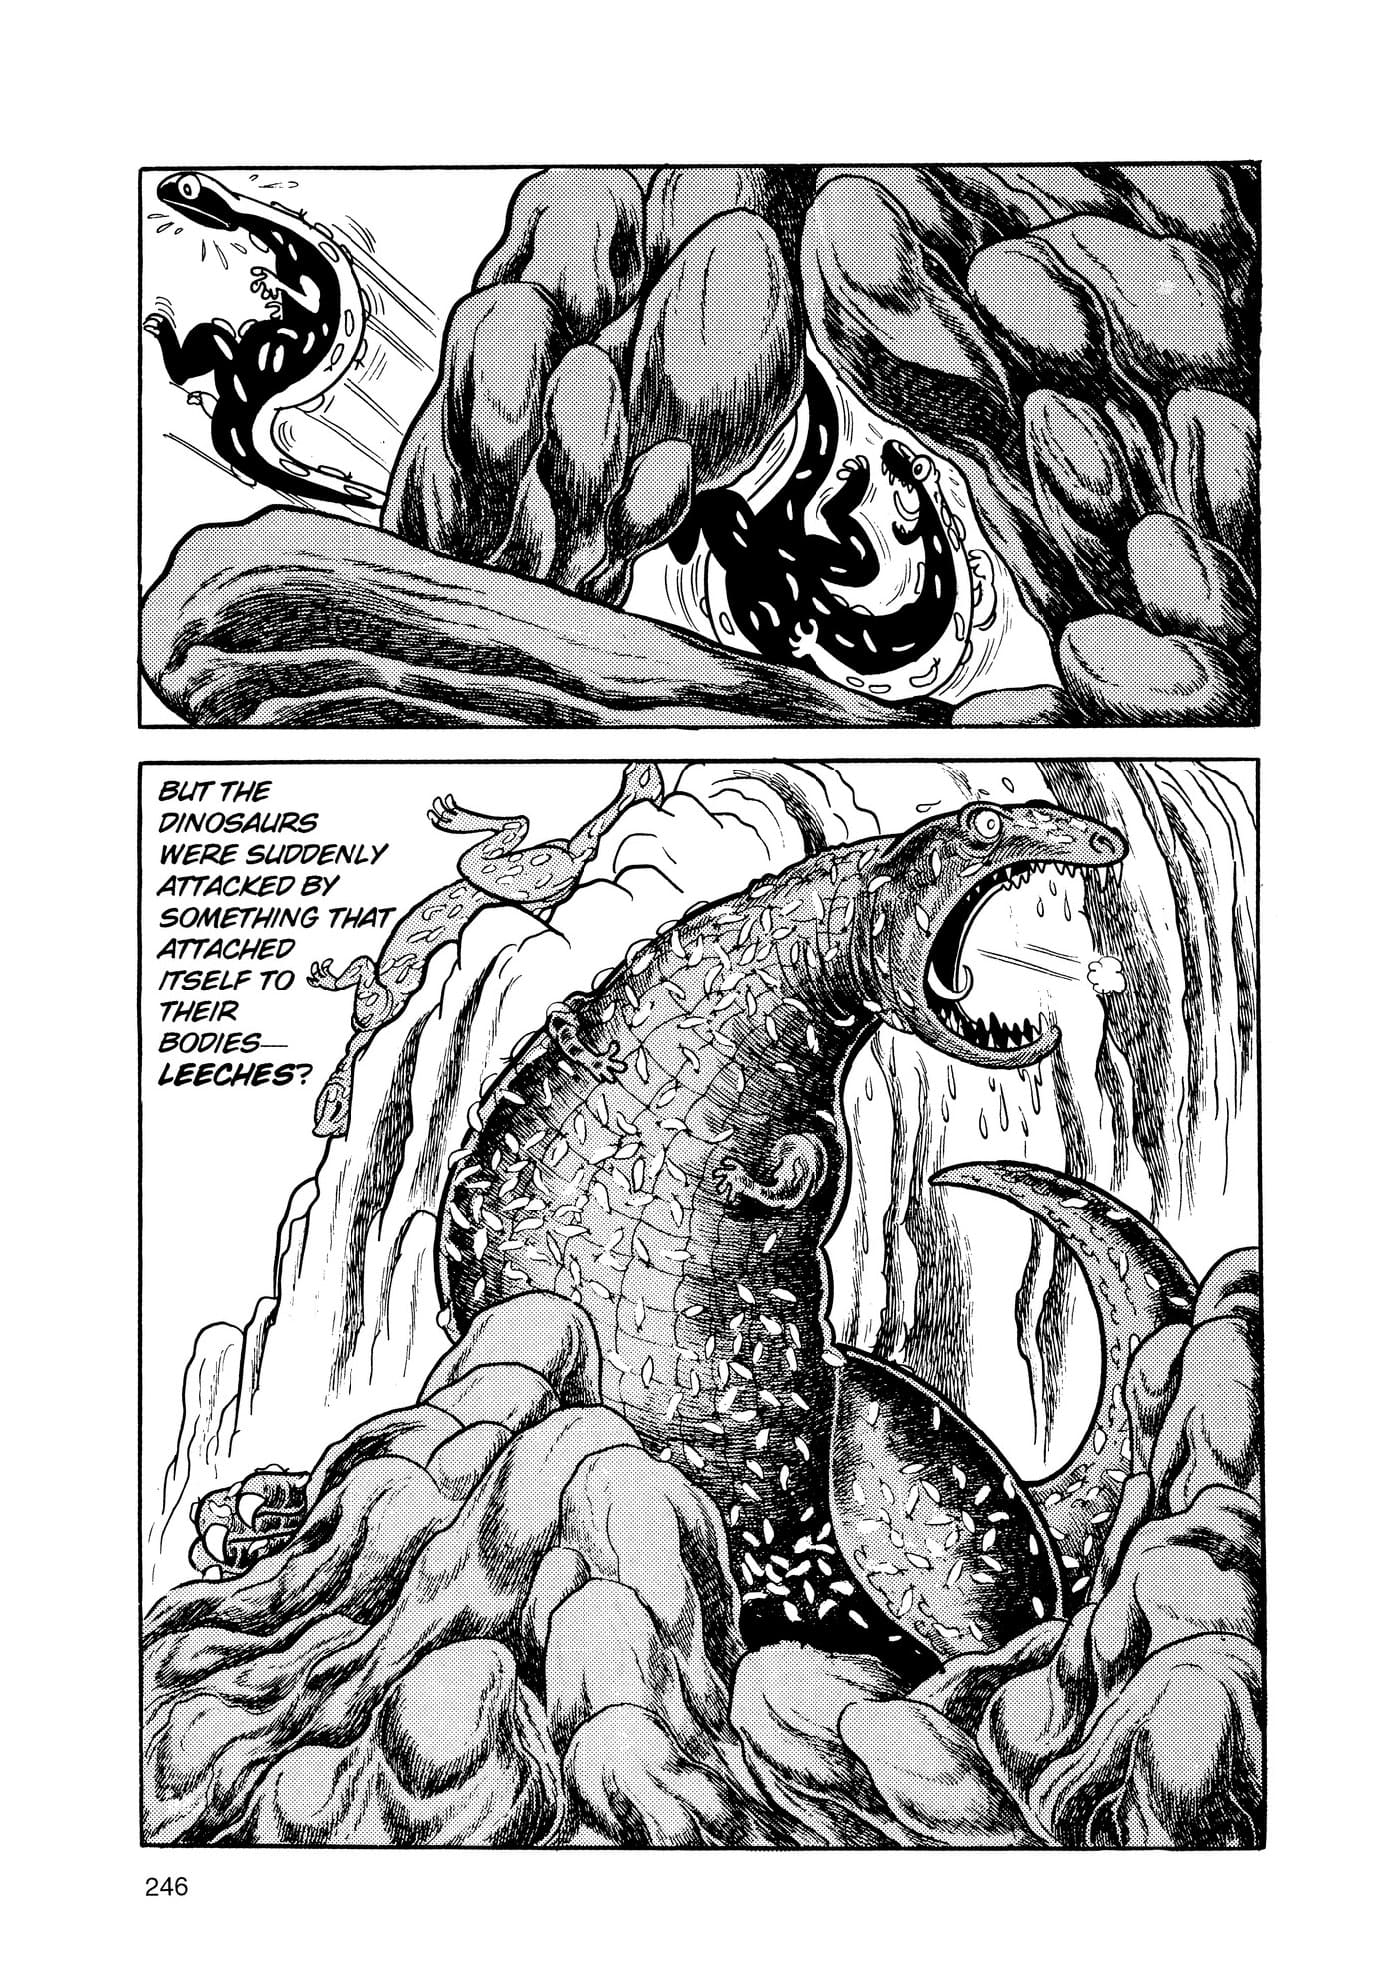 BUT THE
DINOSAURS
WERE SUDDENLY
ATTACKED BY
SOMETHING THAT
ATTACHED
ITSELF TO
THEIR
BODIES—
LEECHES?
246